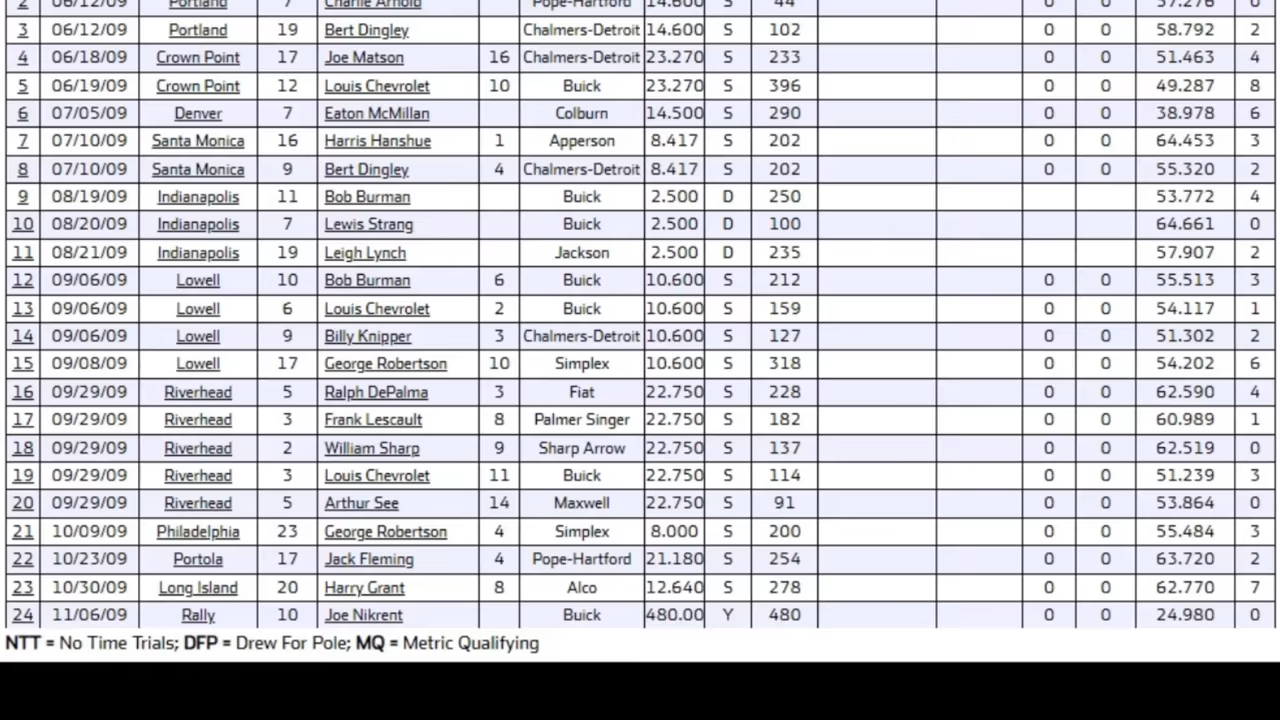 2 06/12/09 Portland 7 Charlie Arnold Pope-Hartford 14.600 S 44 0 0 57.276 0
3 06/12/09 Portland 19 Bert Dingley Chalmers-Detroit 14.600 S 102 0 0 58.792 2
4 06/18/09 Crown Point 17 Joe Matson 16 Chalmers-Detroit 23.270 S 233 0 0 51.463 4
5 06/19/09 Crown Point 12 Louis Chevrolet 10 Buick 23.270 S 396 0 0 49.287 8
6 07/05/09 Denver 7 Eaton McMillan Colburn 14.500 S 290 0 0 38.978 6
7 07/10/09 Santa Monica 16 Harris Hanshue 1 Apperson 8.417 S 202 0 0 64.453 3
8 07/10/09 Santa Monica 9 Bert Dingley 4 Chalmers-Detroit 8.417 S 202 0 0 55.320 2
9 08/19/09 Indianapolis 11 Bob Burman Buick 2.500 D 250 53.772 4
10 08/20/09 Indianapolis 7 Lewis Strang Buick 2.500 D 100 64.661 0
11 08/21/09 Indianapolis 19 Leigh Lynch Jackson 2.500 D 235 57.907 2
12 09/06/09 Lowell 10 Bob Burman 6 Buick 10.600 S 212 0 0 55.513 3
13 09/06/09 Lowell 6 Louis Chevrolet 2 Buick 10.600 S 159 0 0 54.117 1
14 09/06/09 Lowell 9 Billy Knipper 3 Chalmers-Detroit 10.600 S 127 0 0 51.302 2
15 09/08/09 Lowell 17 George Robertson 10 Simplex 10.600 S 318 0 0 54.202 6
16 09/29/09 Riverhead 5 Ralph DePalma 3 Fiat 22.750 S 228 0 0 62.590 4
17 09/29/09 Riverhead 3 Frank Lescault 8 Palmer Singer 22.750 S 182 0 0 60.989 1
18 09/29/09 Riverhead 2 William Sharp 9 Sharp Arrow 22.750 S 137 0 0 62.519 0
19 09/29/09 Riverhead 3 Louis Chevrolet 11 Buick 22.750 S 114 0 0 51.239 3
20 09/29/09 Riverhead 5 Arthur See 14 Maxwell 22.750 S 91 0 0 53.864 0
21 10/09/09 Philadelphia 23 George Robertson 4 Simplex 8.000 S 200 0 0 55.484 3
22 10/23/09 Portola 17 Jack Fleming 4 Pope-Hartford 21.180 S 254 0 0 63.720 2
23 10/30/09 Long Island 20 Harry Grant 8 Alco 12.640 S 278 0 0 62.770 7
24 11/06/09 Rally 10 Joe Nikrent Buick 480.00 Y 480 0 0 24.980 0
NTT = No Time Trials; DFP = Drew For Pole; MQ = Metric Qualifying